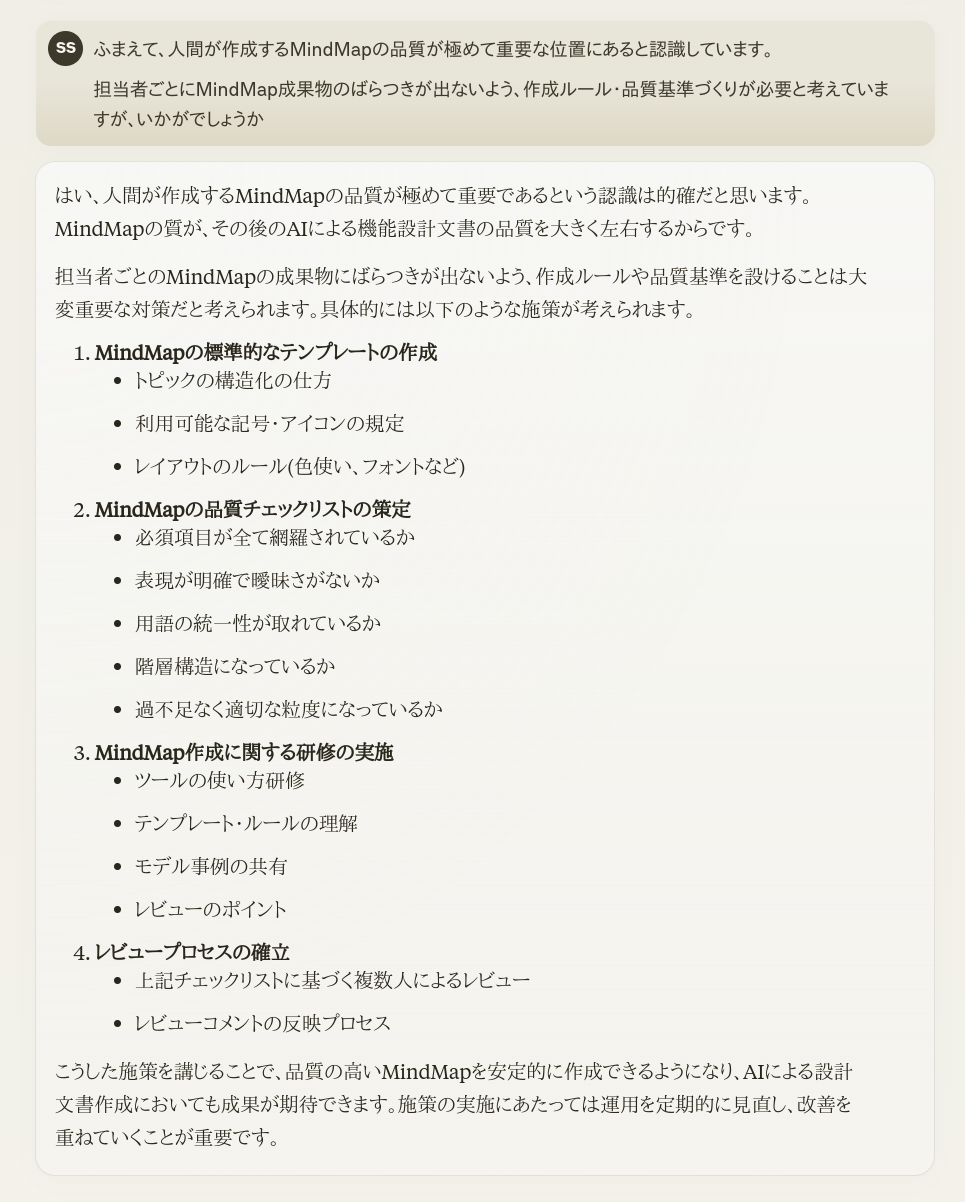 SS
ふまえて、人間が作成するMindMapの品質が極めて重要な位置にあると認識しています。
担当者ごとにMindMap成果物のばらつきが出ないよう、作成ルール・品質基準づくりが必要と考えていま
すが、いかがでしょうか
はい、人間が作成するMindMapの品質が極めて重要であるという認識は的確だと思います。
MindMapの質が、その後のAIによる機能設計文書の品質を大きく左右するからです。
担当者ごとのMindMapの成果物にばらつきが出ないよう、作成ルールや品質基準を設けることは大
変重要な対策だと考えられます。具体的には以下のような施策が考えられます。
1. MindMapの標準的なテンプレートの作成
• トピックの構造化の仕方
• 利用可能な記号・アイコンの規定
• レイアウトのルール(色使い、フォントなど)
2. MindMapの品質チェックリストの策定
• 必須項目が全て網羅されているか
• 表現が明確で曖昧さがないか
• 用語の統一性が取れているか
• 階層構造になっているか
• 過不足なく適切な粒度になっているか
3. MindMap作成に関する研修の実施
• ツールの使い方研修
• テンプレート・ルールの理解
• モデル事例の共有
• レビューのポイント
4. レビュープロセスの確立
• 上記チェックリストに基づく複数人によるレビュー
• レビューコメントの反映プロセス
こうした施策を講じることで、品質の高いMindMapを安定的に作成できるようになり、AIによる設計
文書作成においても成果が期待できます。施策の実施にあたっては運用を定期的に見直し、改善を
重ねていくことが重要です。